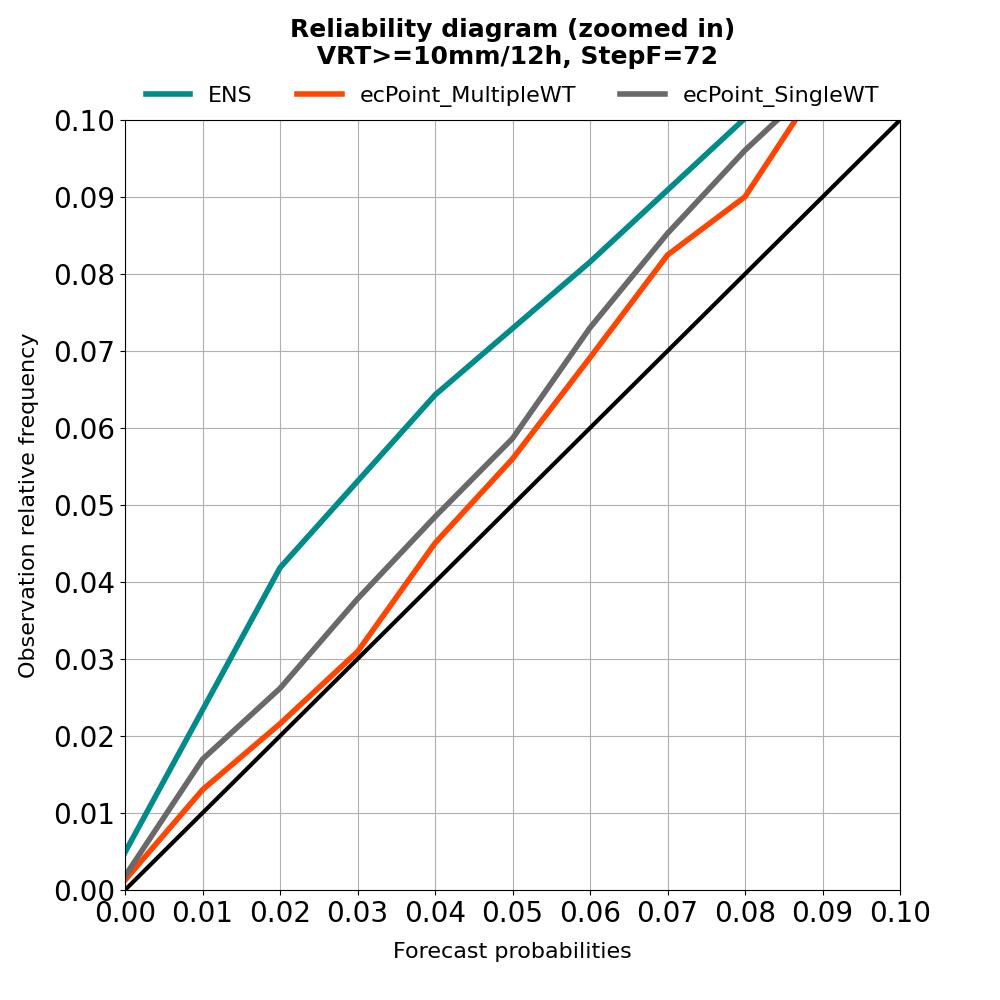 Reliability diagram (zoomed in)
VRT>=10mm/12h, StepF=72
ENS ecPoint_MultipleWT ecPoint_SingleWT
0.10
0.09
0.08
0.07
0.06
0.05
0.04
0.03
0.02
0.01
0.00
Observation relative frequency
0.00 0.01 0.02 0.03 0.04 0.05 0.06 0.07 0.08 0.09 0.10
Forecast probabilities